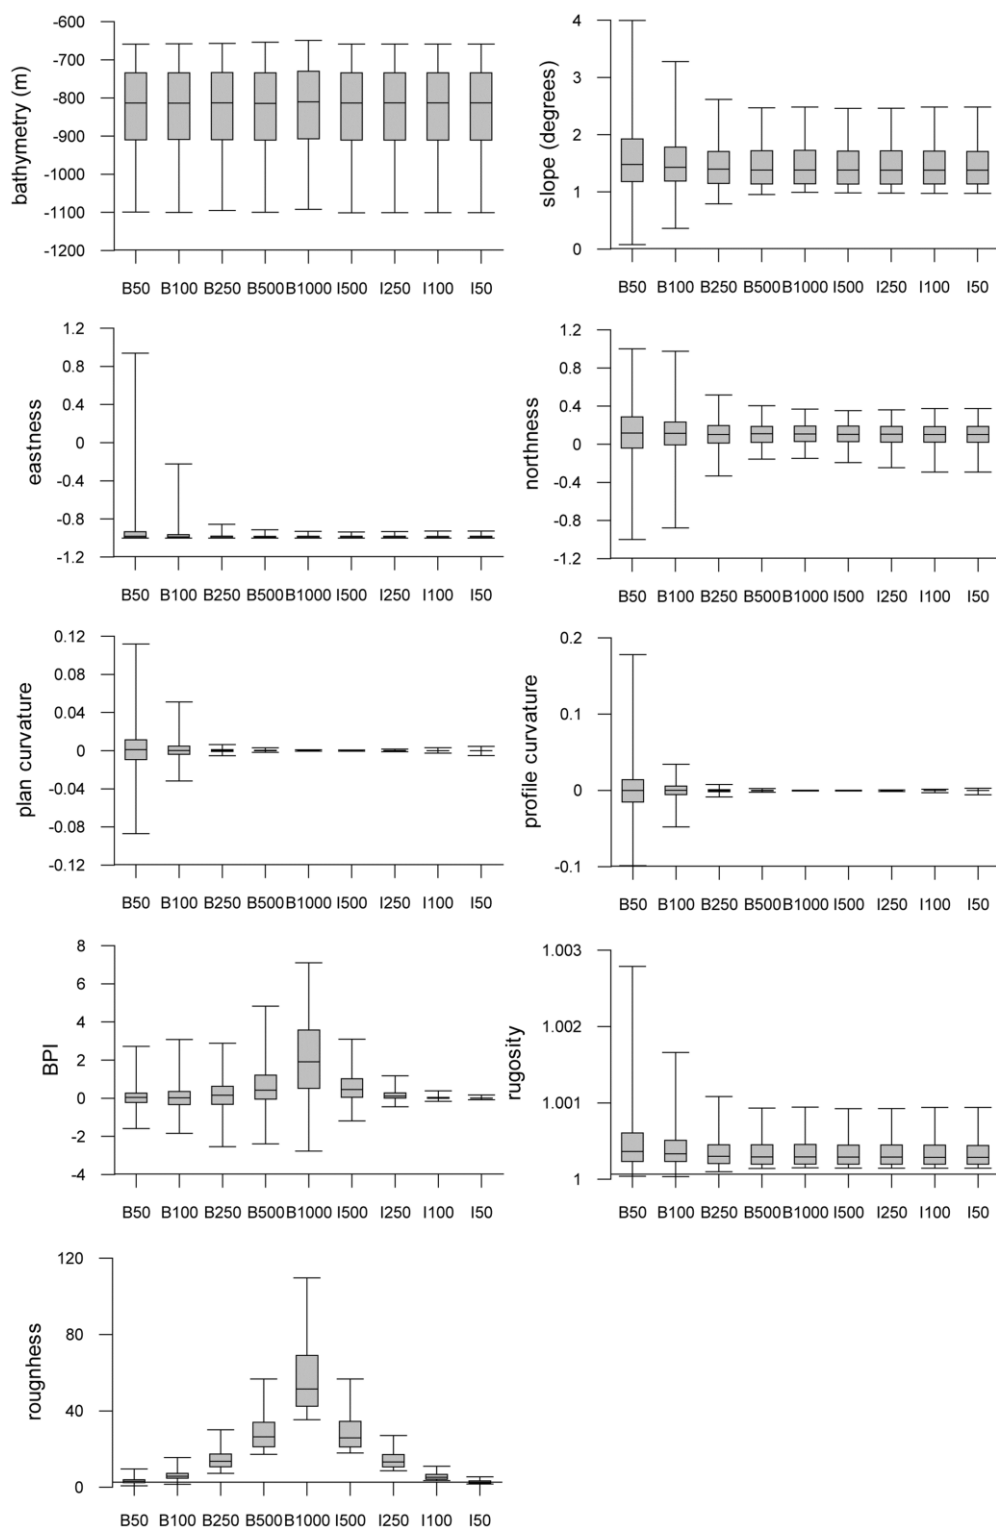 -600
-700
-800
-900
-1000
-1100
-1200
bathymetry (m)
B50 B100 B250 B500 B1000 I500 I250 I100 I50
4
3
2
1
0
slope (degrees)
B50 B100 B250 B500 B1000 I500 I250 I100 I50
1.2
0.8
0.4
0
-0.4
-0.8
-1.2
eastness
B50 B100 B250 B500 B1000 I500 I250 I100 I50
1.2
0.8
0.4
0
-0.4
-0.8
-1.2
northness
B50 B100 B250 B500 B1000 I500 I250 I100 I50
0.12
0.08
0.04
0
-0.04
-0.08
-0.12
plan curvature
B50 B100 B250 B500 B1000 I500 I250 I100 I50
0.2
0.1
0
-0.1
profile curvature
B50 B100 B250 B500 B1000 I500 I250 I100 I50
8
6
4
2
0
-2
-4
BPI
B50 B100 B250 B500 B1000 I500 I250 I100 I50
1.003
1.002
1.001
1
rugosity
B50 B100 B250 B500 B1000 I500 I250 I100 I50
120
80
40
0
rougnhess
B50 B100 B250 B500 B1000 I500 I250 I100 I50